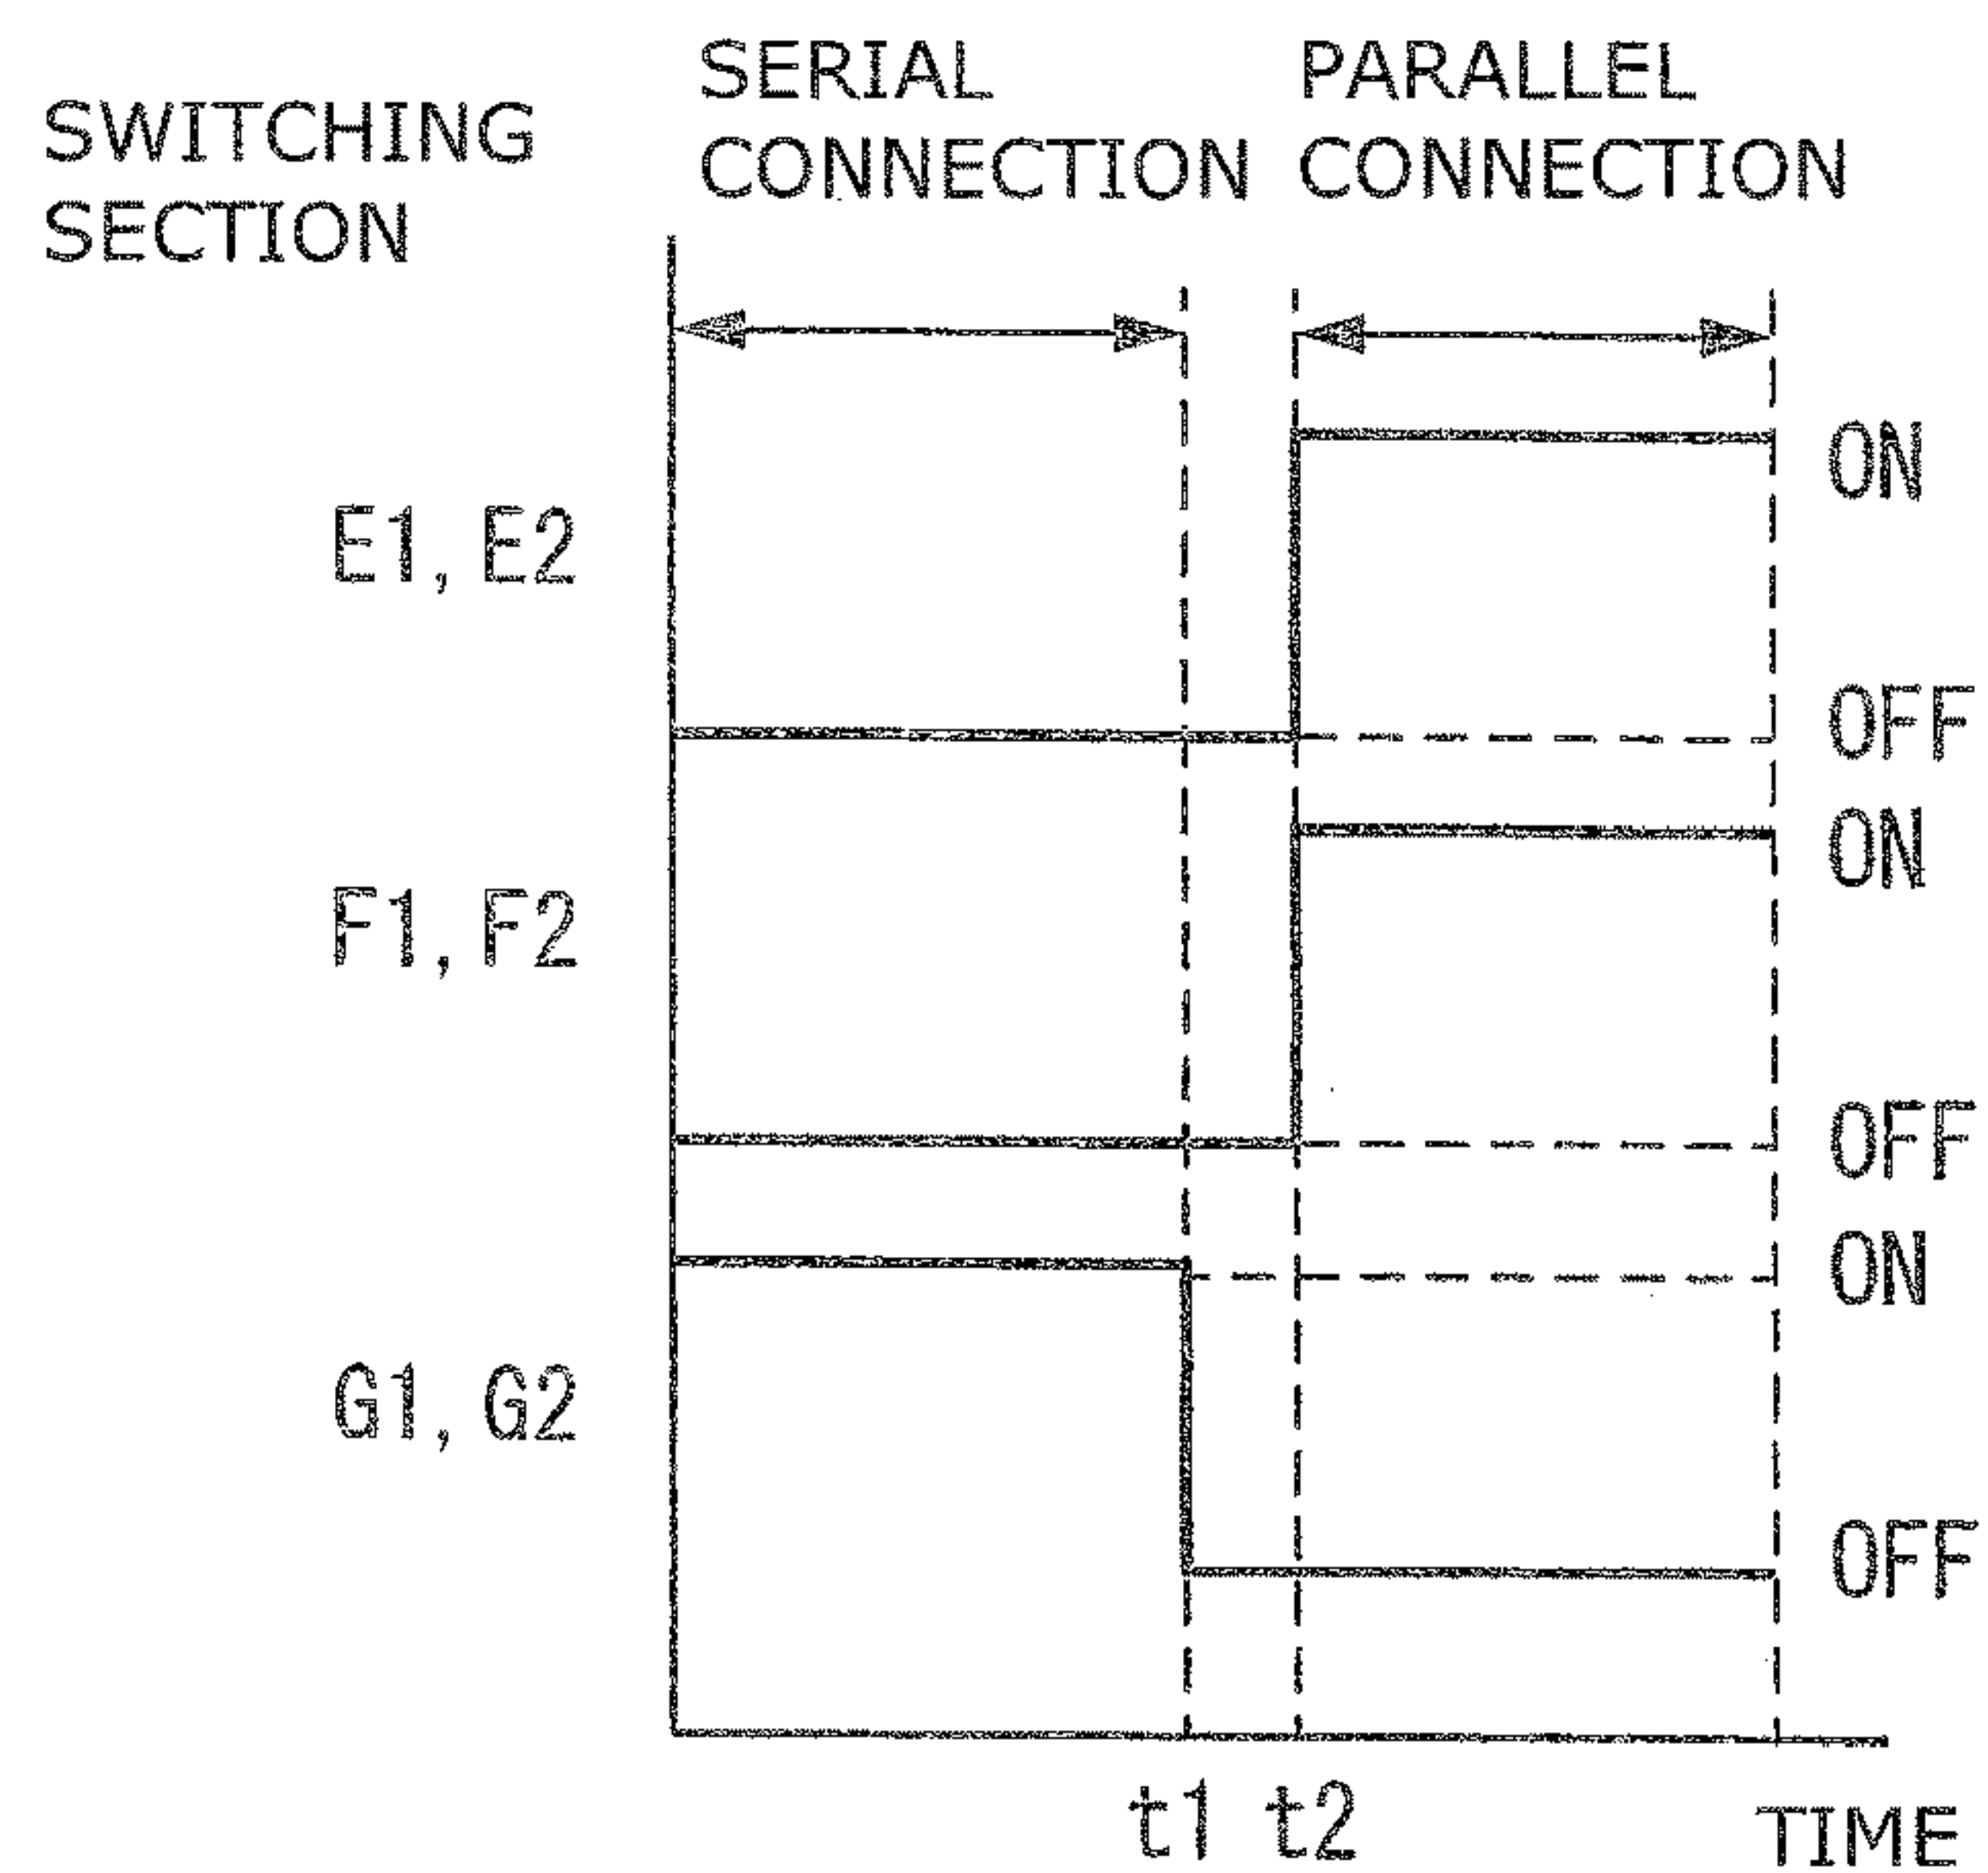 SWITCHING
SECTION
SERIAL
CONNECTION
PARALLEL
CONNECTION
E1, E2
ON
OFF
F1, F2
ON
OFF
G1, G2
ON
OFF
t1 t2
TIME